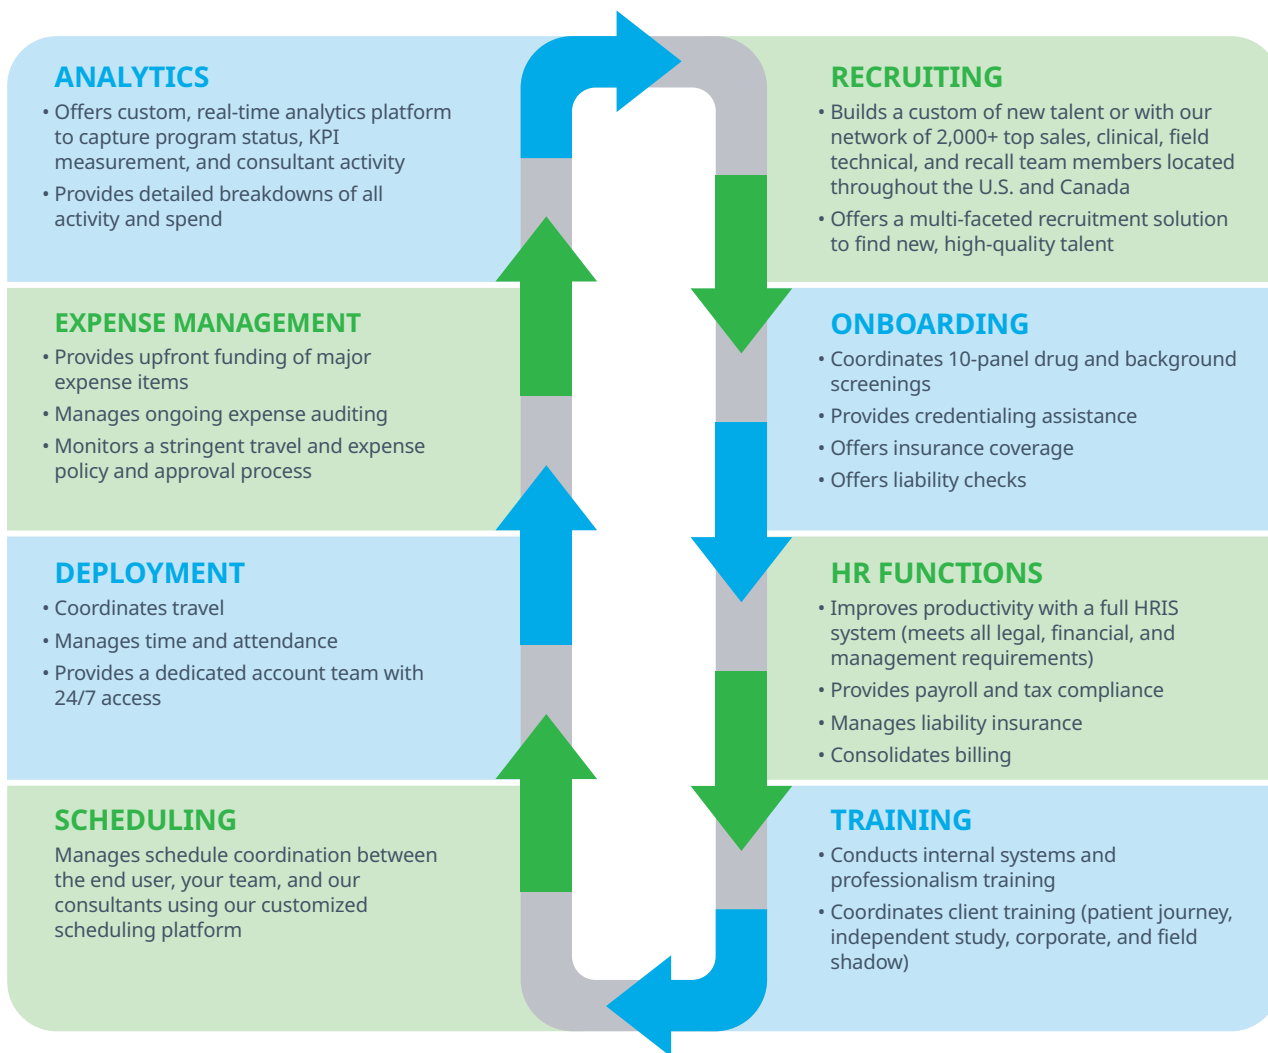 ANALYTICS
• Offers custom, real-time analytics platform
to capture program status, KPI
measurement, and consultant activity
• Provides detailed breakdowns of all
activity and spend
EXPENSE MANAGEMENT
• Provides upfront funding of major
expense items
• Manages ongoing expense auditing
• Monitors a stringent travel and expense
policy and approval process
DEPLOYMENT
• Coordinates travel
• Manages time and attendance
• Provides a dedicated account team with
24/7 access
SCHEDULING
Manages schedule coordination between
the end user, your team, and our
consultants using our customized
scheduling platform
RECRUITING
• Builds a custom of new talent or with our
network of 2,000+ top sales, clinical, field
technical, and recall team members located
throughout the U.S. and Canada
• Offers a multi-faceted recruitment solution
to find new, high-quality talent
ONBOARDING
• Coordinates 10-panel drug and background
screenings
• Provides credentialing assistance
• Offers insurance coverage
• Offers liability checks
HR FUNCTIONS
• Improves productivity with a full HRIS
system (meets all legal, financial, and
management requirements)
• Provides payroll and tax compliance
• Manages liability insurance
• Consolidates billing
TRAINING
• Conducts internal systems and
professionalism training
• Coordinates client training (patient journey,
independent study, corporate, and field
shadow)